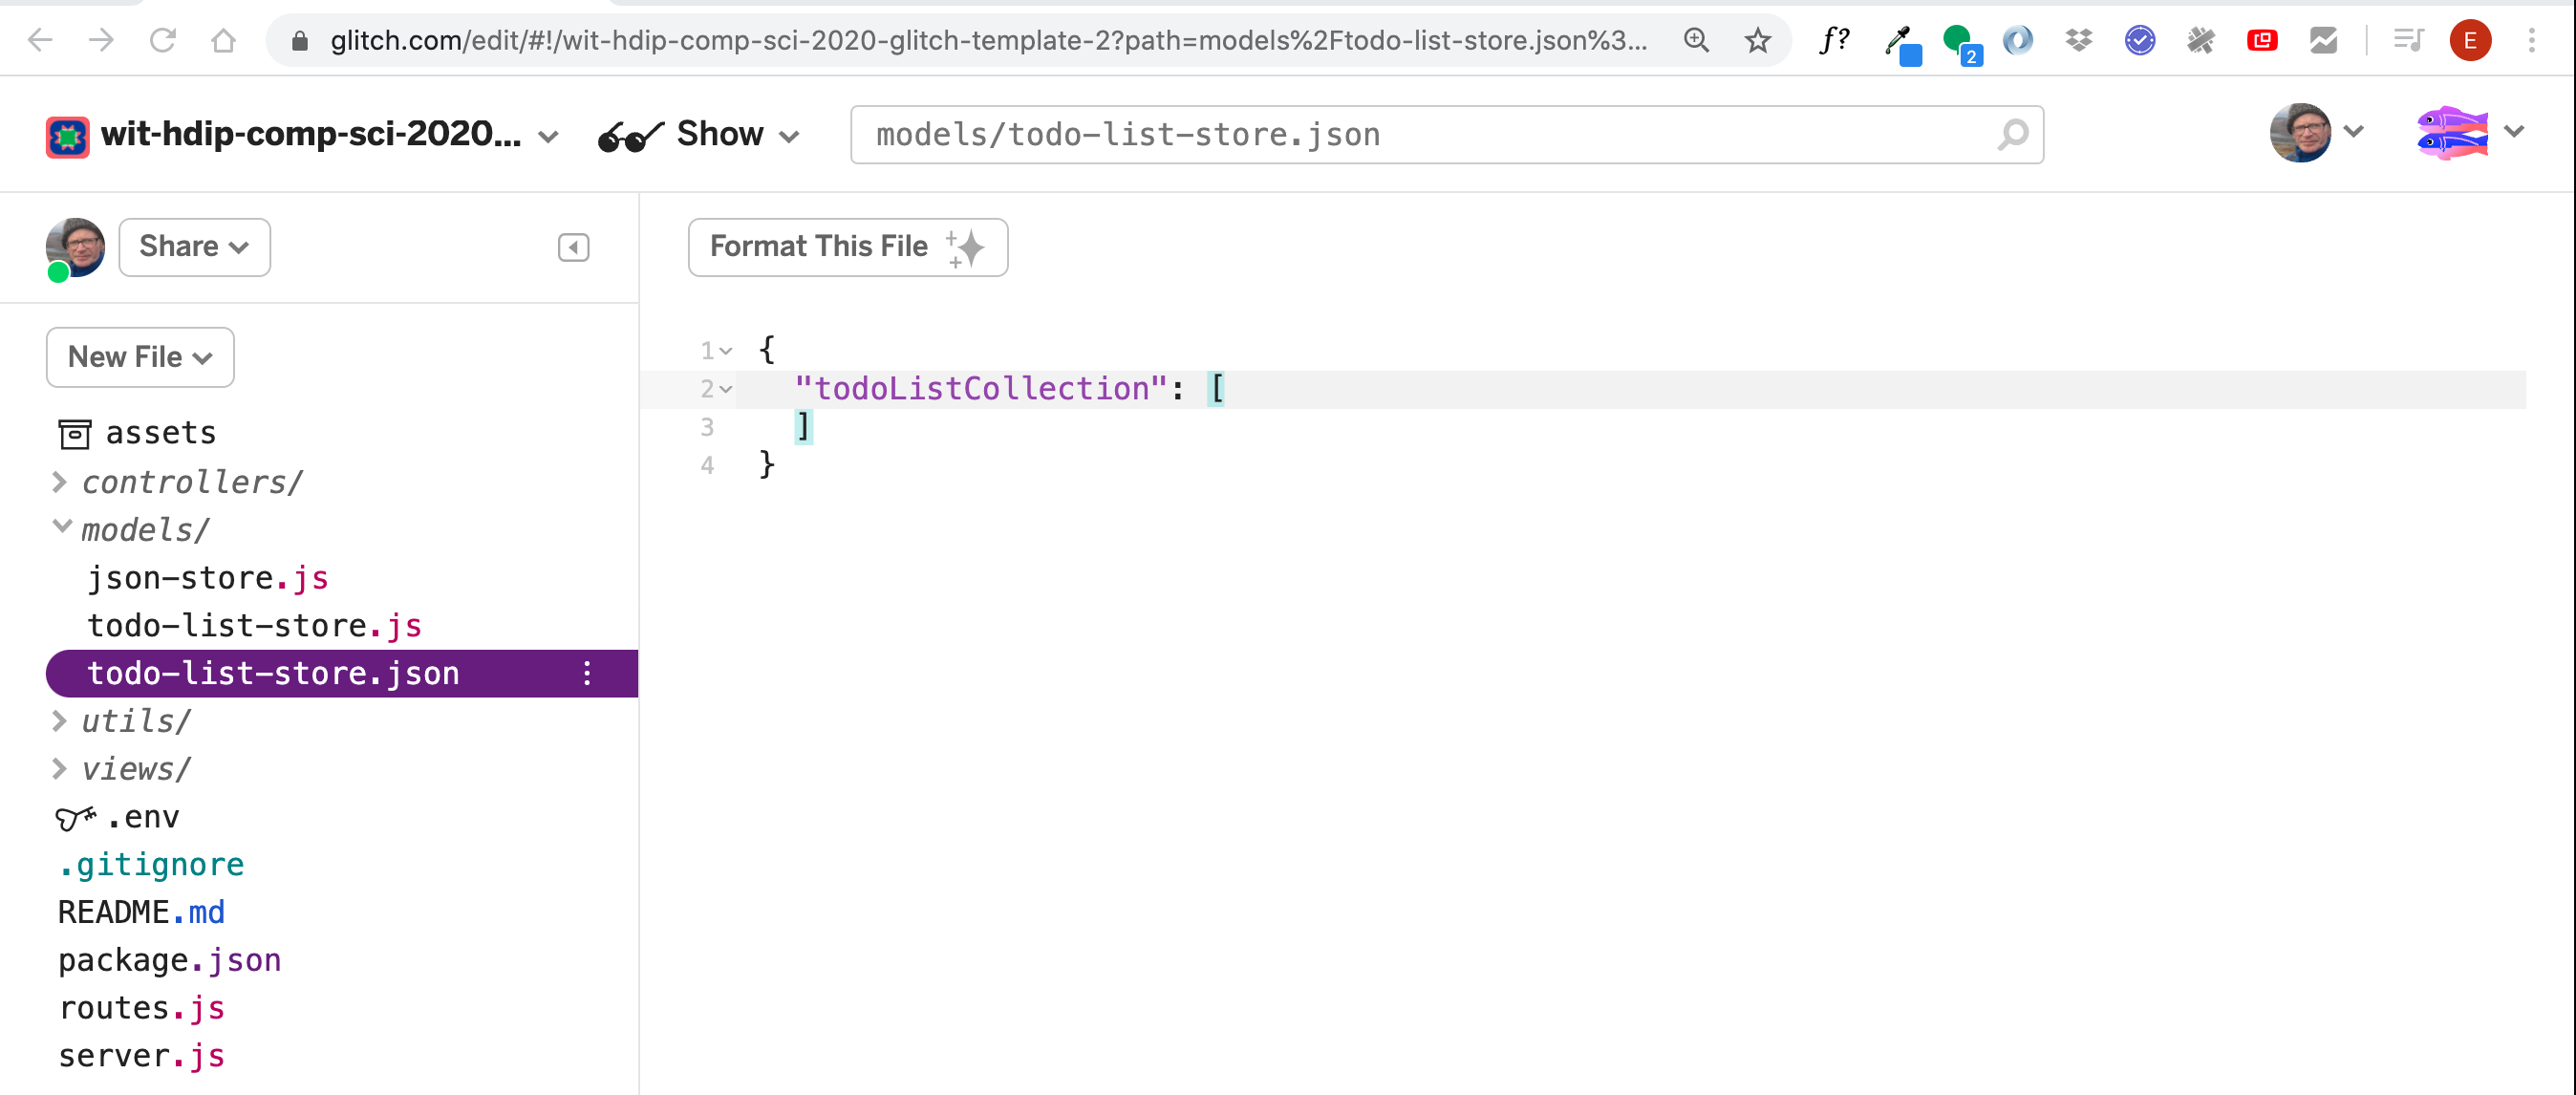 glitch.com/edit/#!/wit-hdip-comp-sci-2020-glitch-template-2?path=models%2Ftodo-list-store.json%3...
f?
2
E
wit-hdip-comp-sci-2020...
Show
models/todo-list-store.json
Share
Format This File
New File
1 {
2 "todoListCollection": [
3 ]
4 }
assets
controllers/
models/
json-store.js
todo-list-store.js
todo-list-store.json
utils/
views/
.env
.gitignore
README.md
package.json
routes.js
server.js